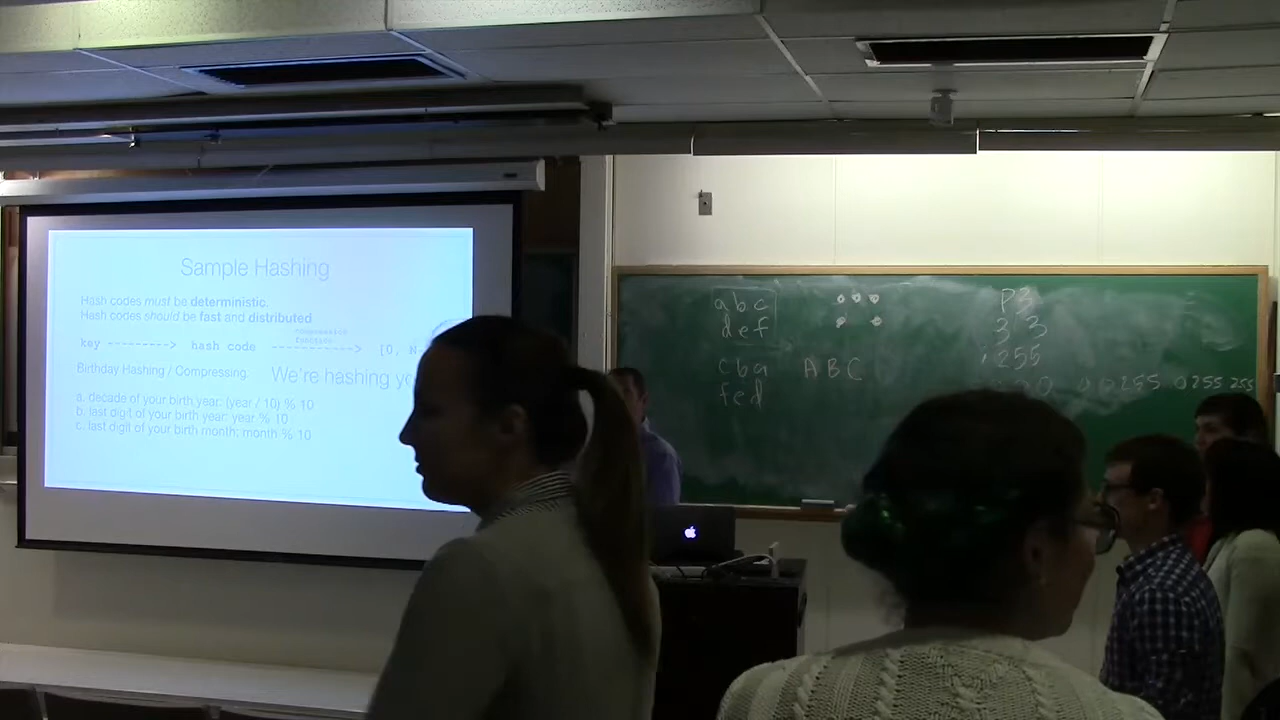 Sample Hashing
Hash codes must be deterministic.
Hash codes should be fast and distributed
compression
function
key ---------> hash code ------------> [0, N
Birthday Hashing / Compressing. We're hashing yo
a. decade of your birth year: (year / 10) % 10
b. last digit of your birth year: year % 10
c. last digit of your birth month; month % 10
abc
def
cba
fed
ABC
P3
3 3
255
0 0 255 0 255 255